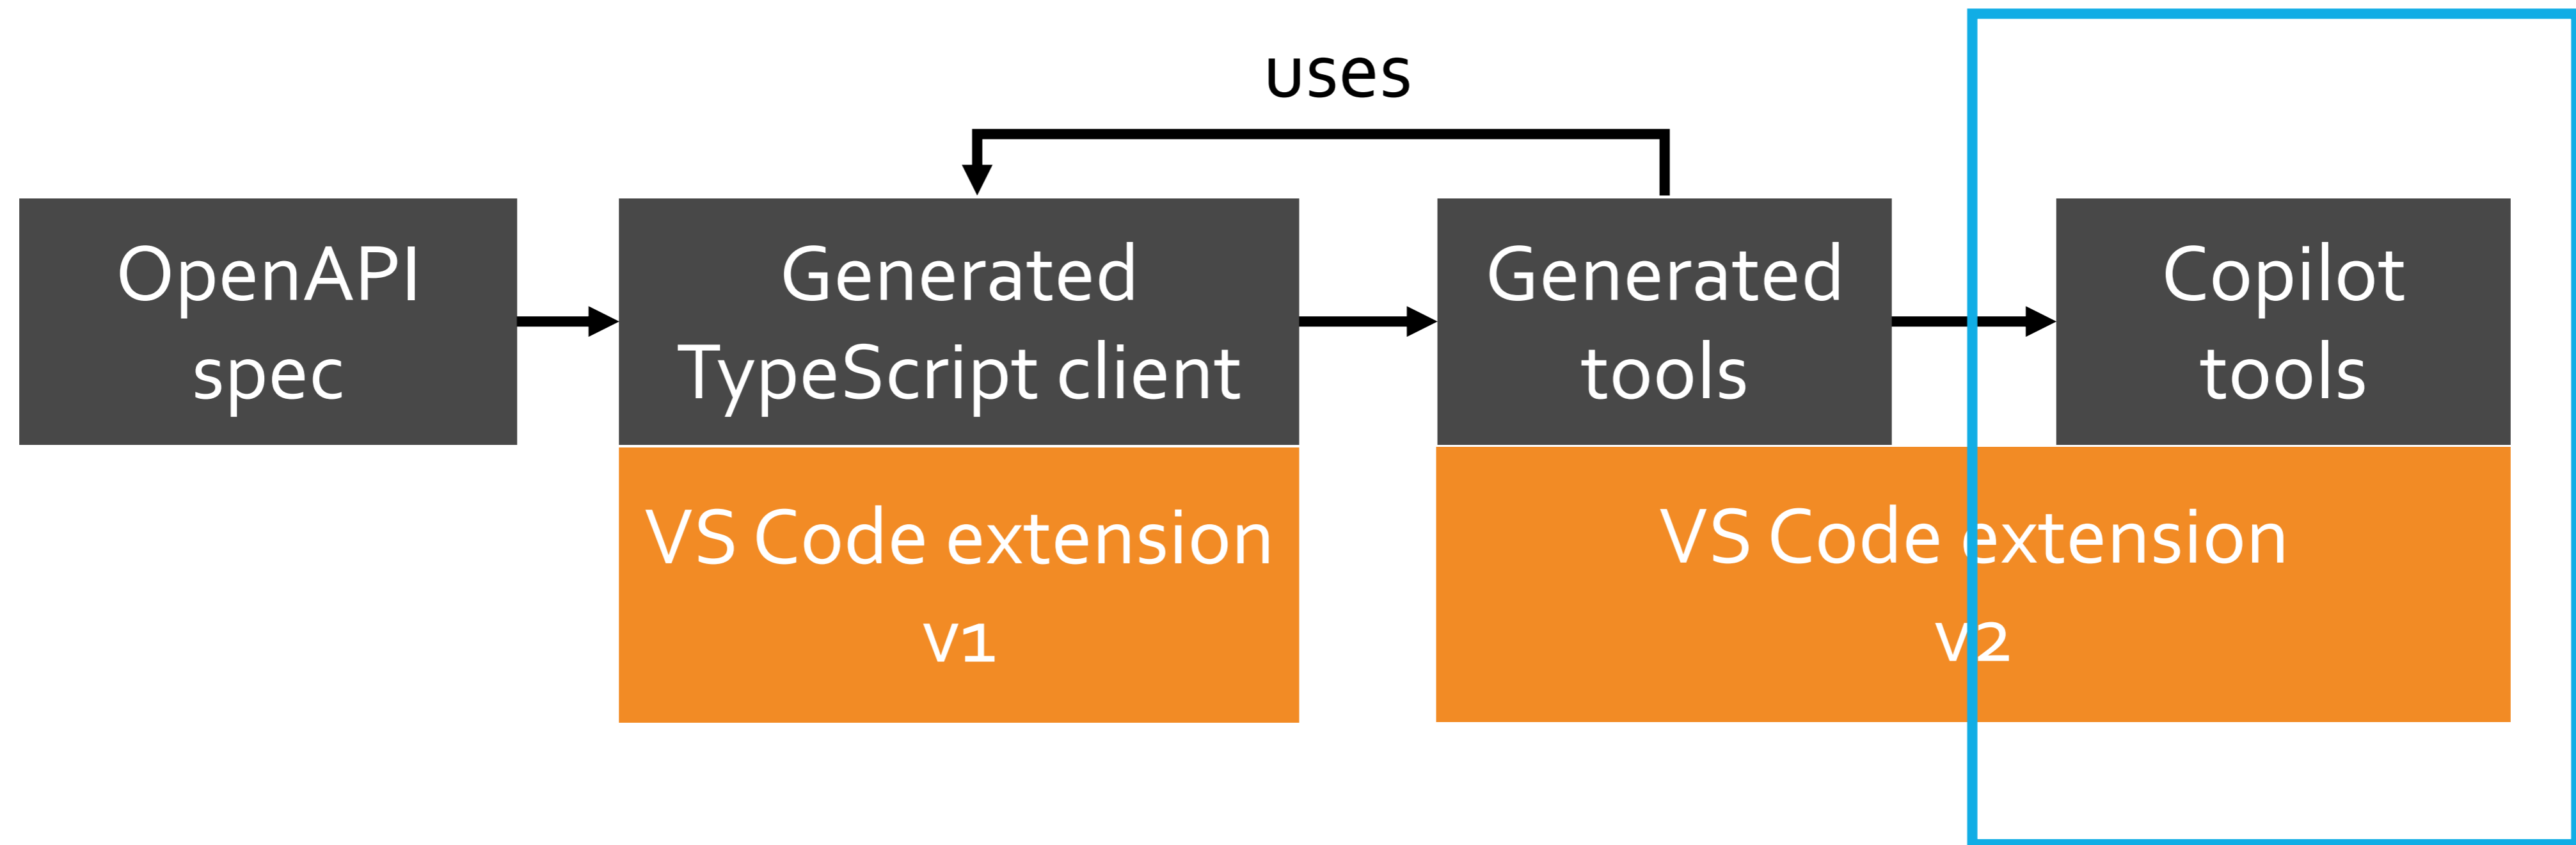 uses
OpenAPI
spec
Generated
TypeScript client
Generated
tools
Copilot
tools
VS Code extension
v1
VS Code extension
v2